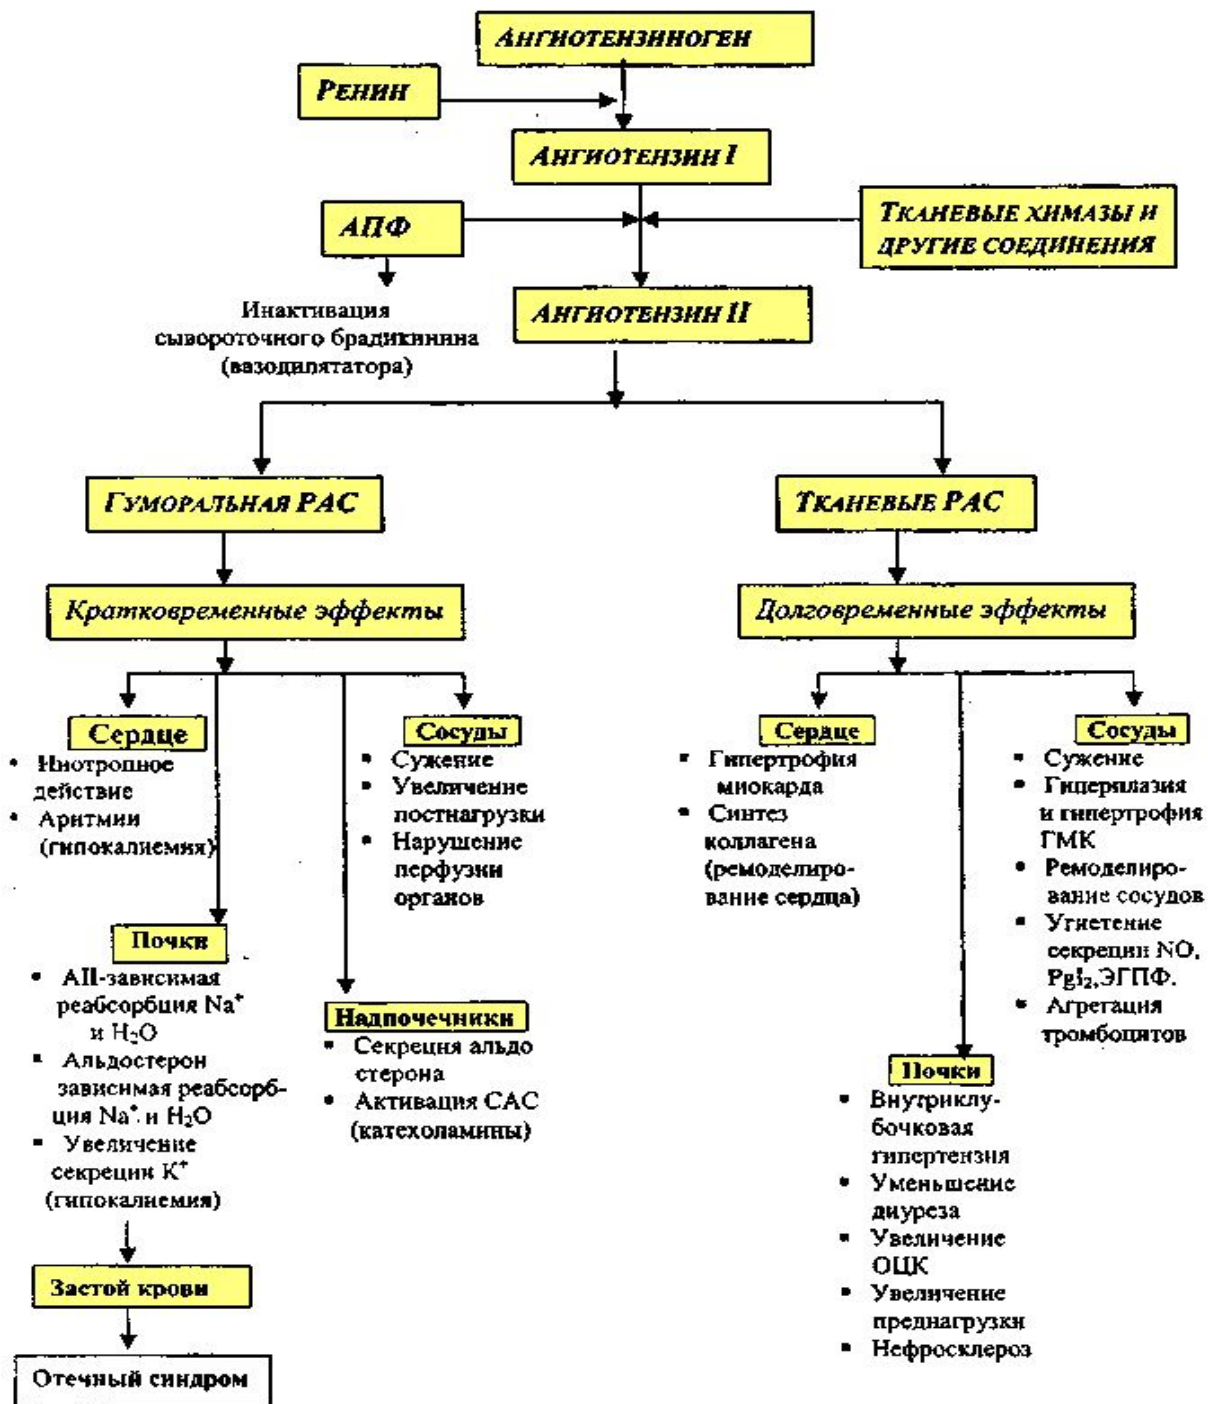 АНГИОТЕНЗИНОГЕН
РЕНИН
АНГИОТЕНЗИН I
АПФ
ТКАНЕВЫЕ ХИМАЗЫ И
ДРУГИЕ СОЕДИНЕНИЯ
Инактивация
сывороточного брадикинина
(вазодилятатора)
АНГИОТЕНЗИН II
ГУМОРАЛЬНАЯ РАС
ТКАНЕВЫЕ РАС
Кратковременные эффекты
Долговременные эффекты
Сердце
• Инотропное
действие
• Аритмии
(гипокалиемия)
Сосуды
• Сужение
• Увеличение
постнагрузки
• Нарушение
перфузии
органов
Почки
• АII-зависимая
реабсорбция Na⁺
и H₂O
• Альдостерон
зависимая реабсорб-
ция Na⁺ и H₂O
• Увеличение
секреции K⁺
(гипокалиемия)
Надпочечники
• Секреция альдо
стерона
• Активация САС
(катехоламины)
Застой крови
Отечный синдром
Сердце
• Гипертрофия
миокарда
• Синтез
коллагена
(ремоделиро-
вание сердца)
Сосуды
• Сужение
• Гиперплазия
и гипертрофия
ГМК
• Ремоделиро-
вание сосудов
• Угнетение
секреции NO,
PgI₂,ЭГПФ.
• Агрегация
тромбоцитов
Почки
• Внутриклу-
бочковая
гипертензия
• Уменьшение
диуреза
• Увеличение
ОЦК
• Увеличение
преднагрузки
• Нефросклероз